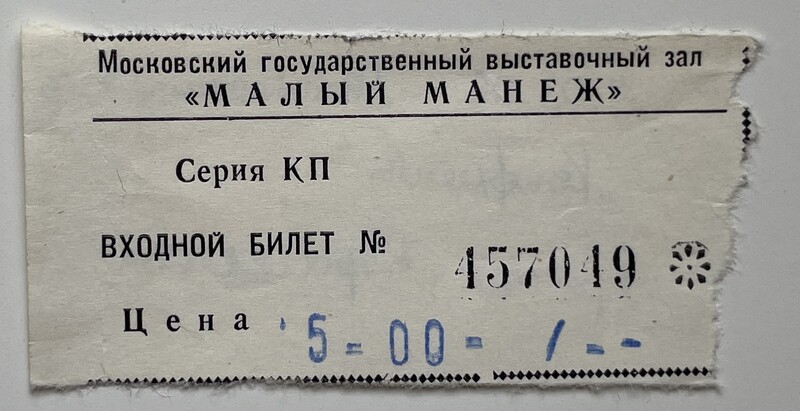 Московский государственный выставочный зал
«МАЛЫЙ МАНЕЖ»
Серия КП
ВХОДНОЙ БИЛЕТ № 457049
Цена 5-00- /--